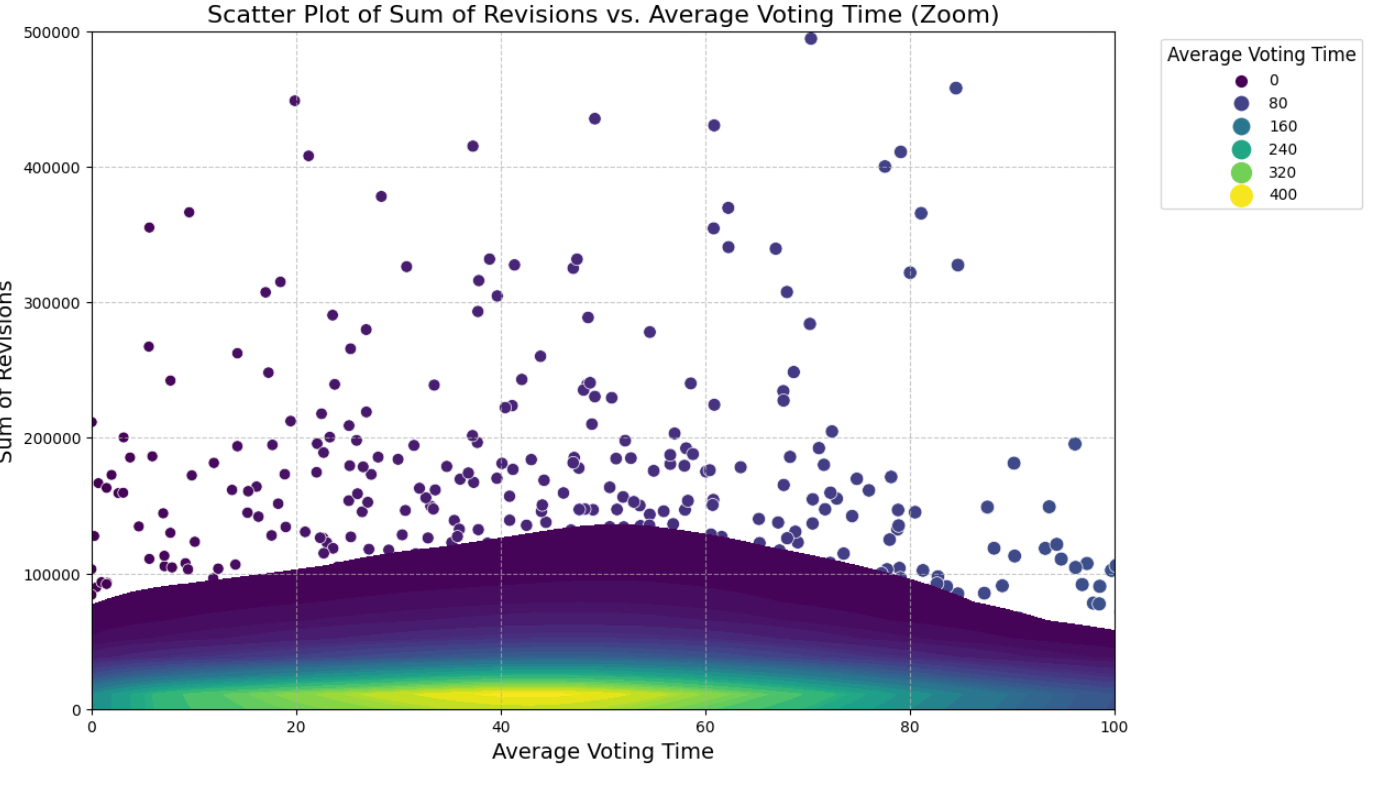 Scatter Plot of Sum of Revisions vs. Average Voting Time (Zoom)
500000
400000
300000
200000
100000
0
Sum of Revisions
0 20 40 60 80 100
Average Voting Time
Average Voting Time
0
80
160
240
320
400